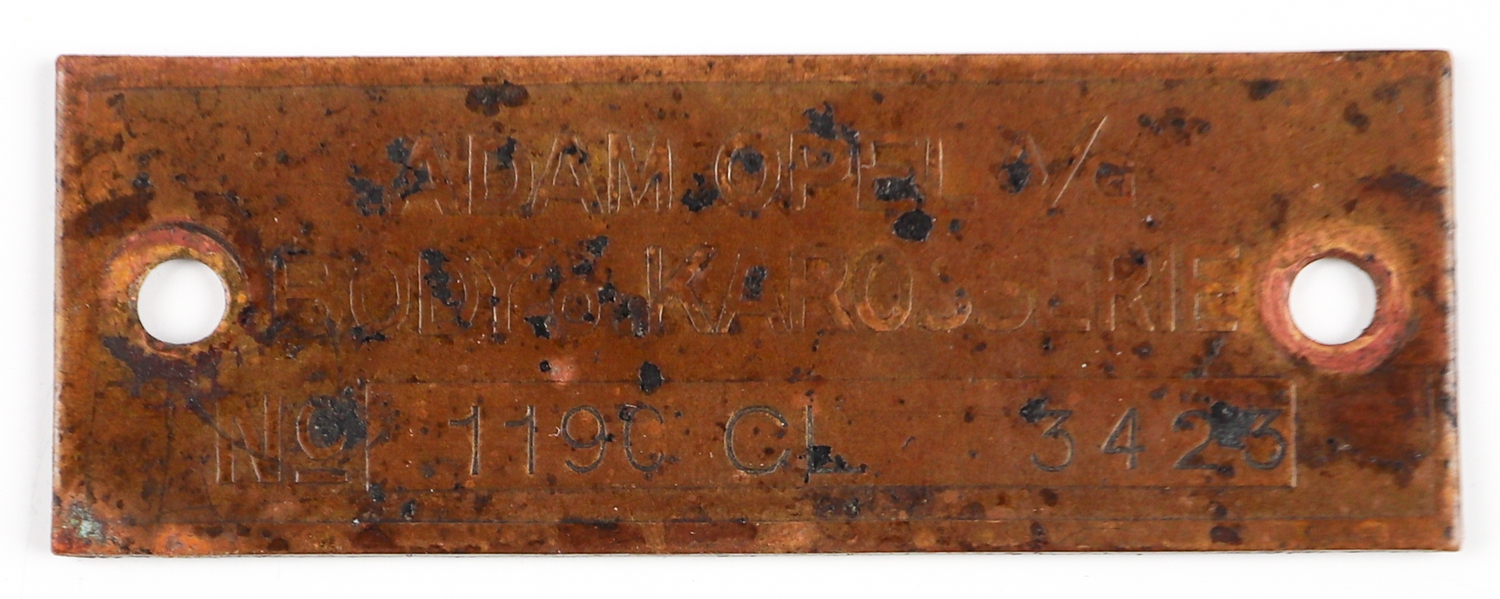 ADAM OPEL A/G
BODY & KAROSSERIE
No 1190 CL 3423